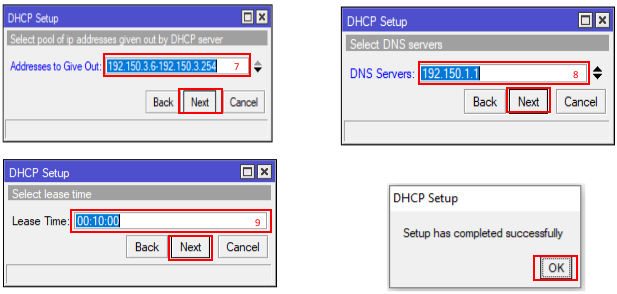 DHCP Setup
Select pool of ip addresses given out by DHCP server
Addresses to Give Out: 192.150.3.6-192.150.3.254 7
Back Next Cancel
DHCP Setup
Select DNS servers
DNS Servers: 192.150.1.1 8
Back Next Cancel
DHCP Setup
Select lease time
Lease Time: 00:10:00 9
Back Next Cancel
DHCP Setup
Setup has completed successfully
OK